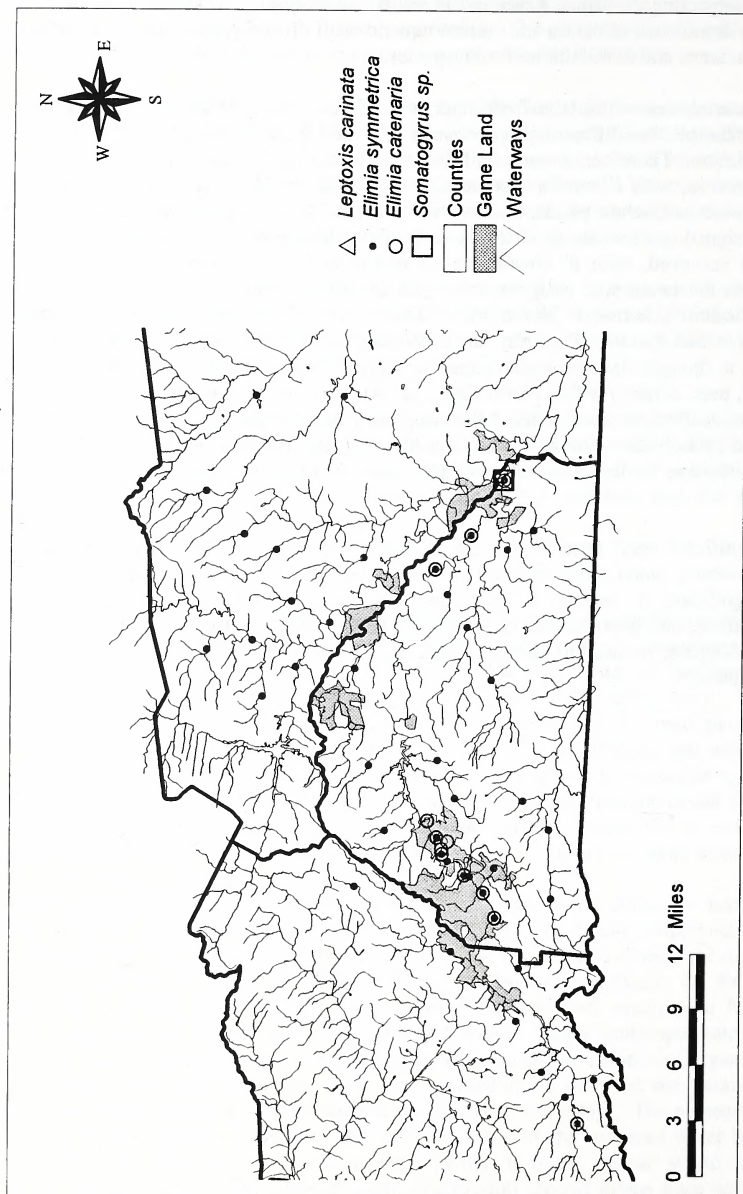 N
W E
S
Leptoxis carinata
Elimia symmetrica
Elimia catenaria
Somatogyrus sp.
Counties
Game Land
Waterways
0 3 6 9 12 Miles